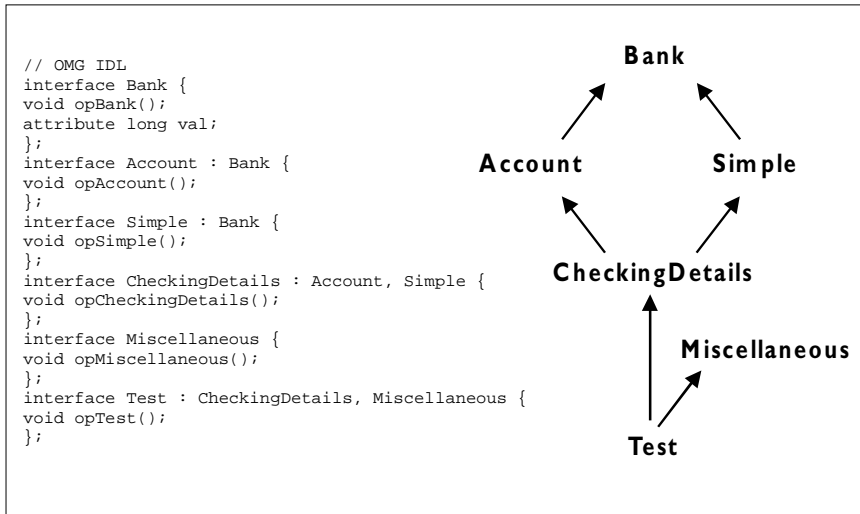 // OMG IDL
interface Bank {
void opBank();
attribute long val;
};
interface Account : Bank {
void opAccount();
};
interface Simple : Bank {
void opSimple();
};
interface CheckingDetails : Account, Simple {
void opCheckingDetails();
};
interface Miscellaneous {
void opMiscellaneous();
};
interface Test : CheckingDetails, Miscellaneous {
void opTest();
};
Bank
Account Simple
CheckingDetails
Miscellaneous
Test